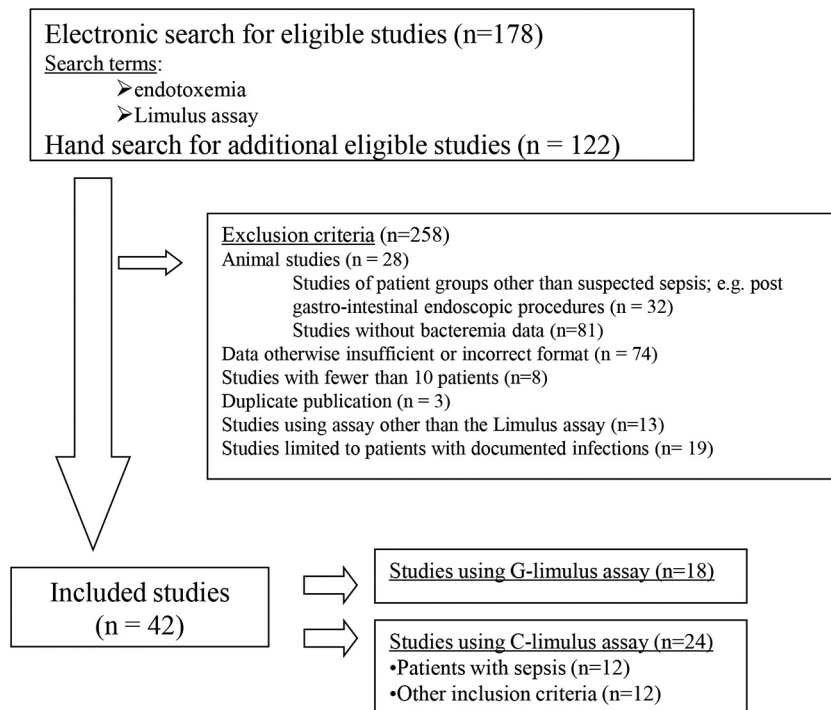 Electronic search for eligible studies (n=178)
Search terms:
➢endotoxemia
➢Limulus assay
Hand search for additional eligible studies (n = 122)
Exclusion criteria (n=258)
Animal studies (n = 28)
Studies of patient groups other than suspected sepsis; e.g. post
gastro-intestinal endoscopic procedures (n = 32)
Studies without bacteremia data (n=81)
Data otherwise insufficient or incorrect format (n = 74)
Studies with fewer than 10 patients (n=8)
Duplicate publication (n = 3)
Studies using assay other than the Limulus assay (n=13)
Studies limited to patients with documented infections (n= 19)
Included studies
(n = 42)
Studies using G-limulus assay (n=18)
Studies using C-limulus assay (n=24)
•Patients with sepsis (n=12)
•Other inclusion criteria (n=12)